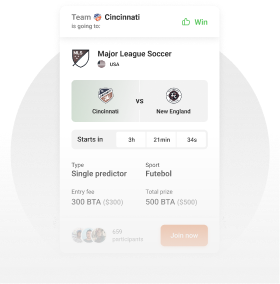 Team Cincinnati
is going to:
Win
MLS
Major League Soccer
USA
VS
Cincinnati
New England
Starts in 3h 21min 34s
Type
Single predictor
Sport
Futebol
Entry fee
300 BTA ($300)
Total prize
500 BTA ($500)
participants
Join now